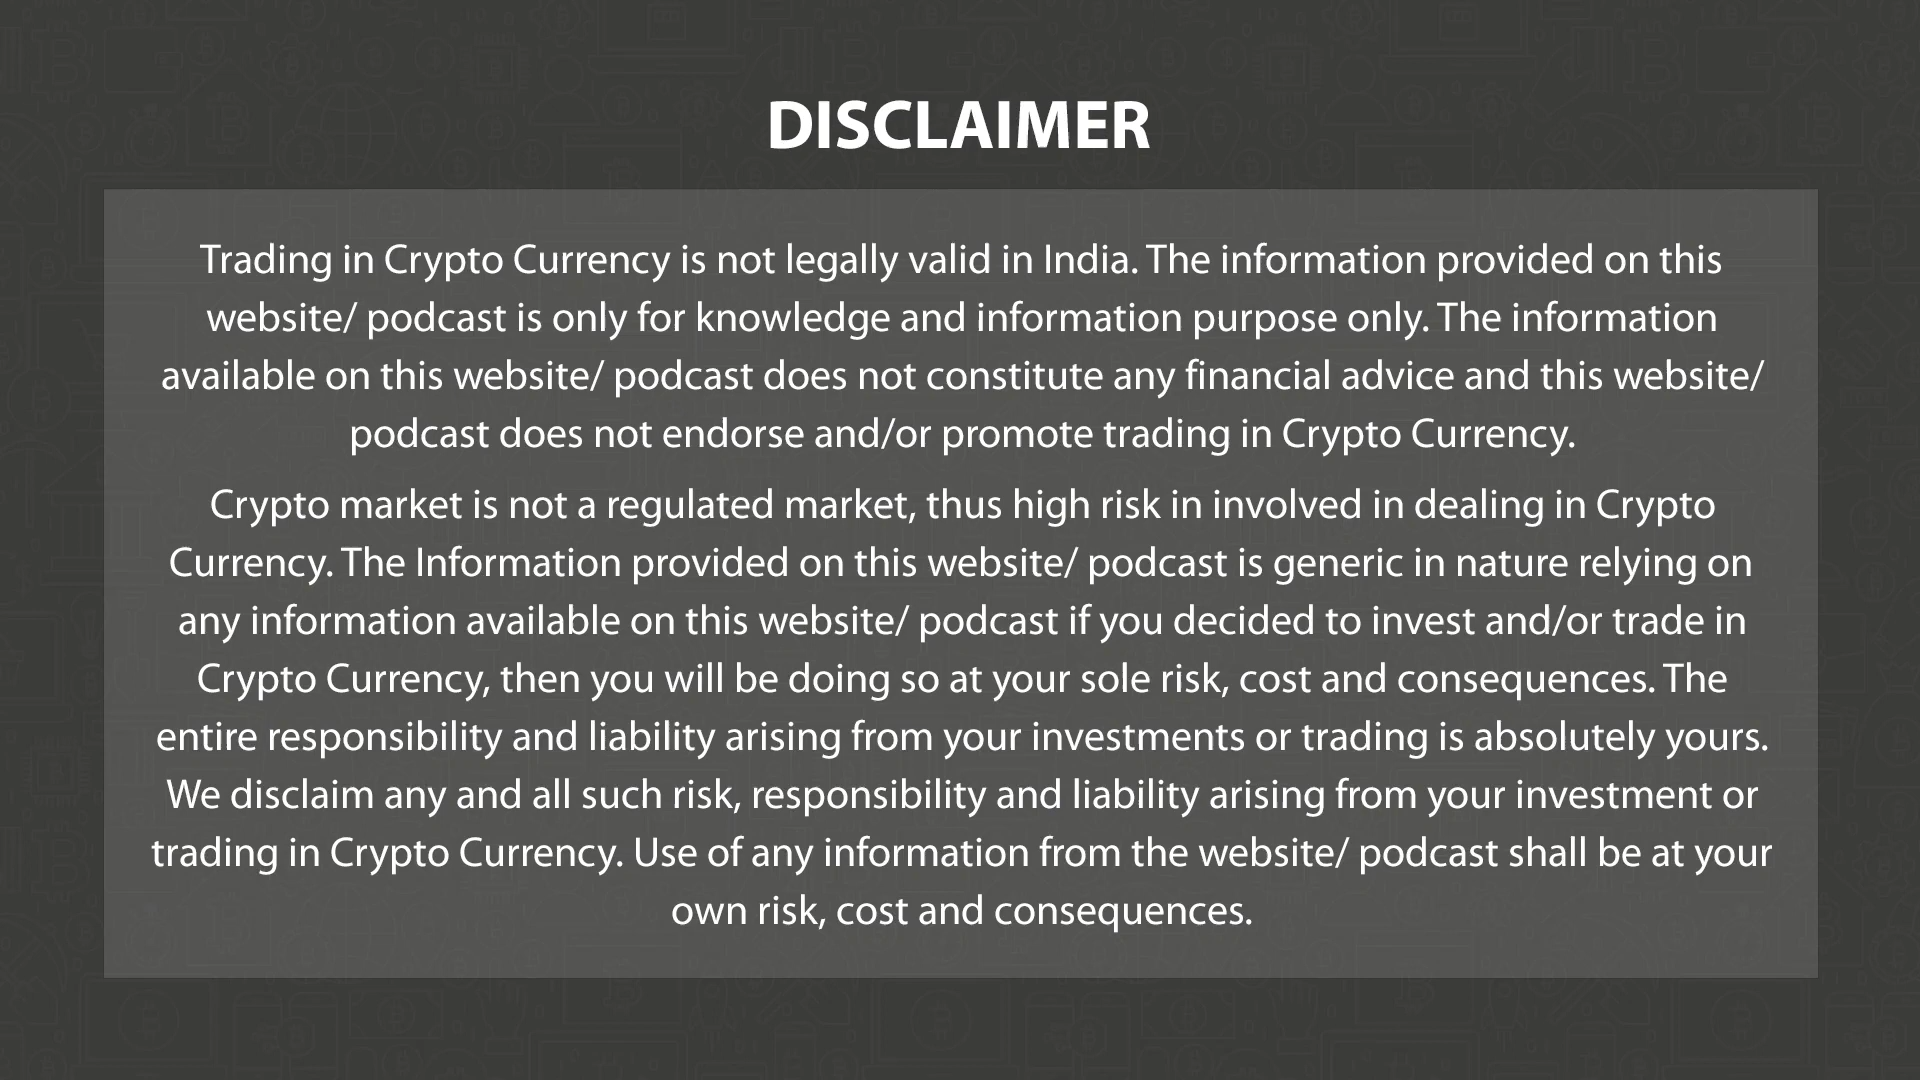 DISCLAIMER
Trading in Crypto Currency is not legally valid in India. The information provided on this
website/ podcast is only for knowledge and information purpose only. The information
available on this website/ podcast does not constitute any financial advice and this website/
podcast does not endorse and/or promote trading in Crypto Currency.
Crypto market is not a regulated market, thus high risk in involved in dealing in Crypto
Currency. The Information provided on this website/ podcast is generic in nature relying on
any information available on this website/ podcast if you decided to invest and/or trade in
Crypto Currency, then you will be doing so at your sole risk, cost and consequences. The
entire responsibility and liability arising from your investments or trading is absolutely yours.
We disclaim any and all such risk, responsibility and liability arising from your investment or
trading in Crypto Currency. Use of any information from the website/ podcast shall be at your
own risk, cost and consequences.